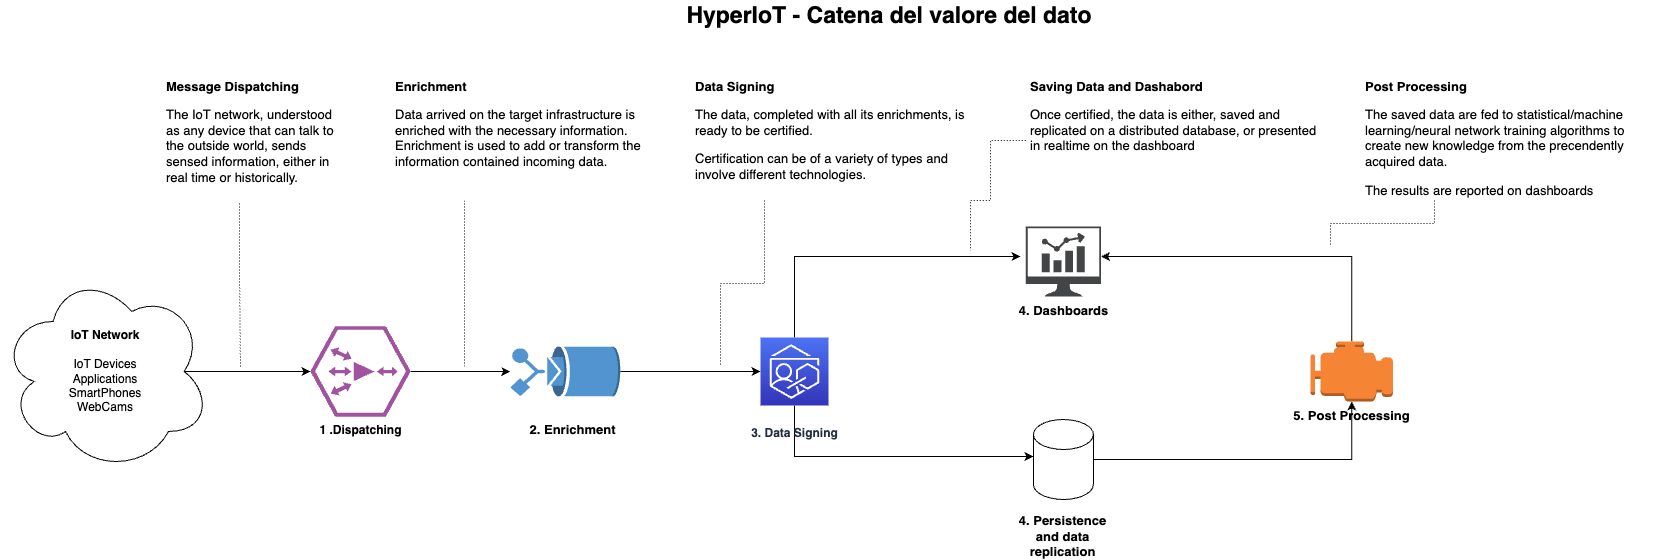 HyperIoT - Catena del valore del dato
Message Dispatching
The IoT network, understood
as any device that can talk to
the outside world, sends
sensed information, either in
real time or historically.
Enrichment
Data arrived on the target infrastructure is
enriched with the necessary information.
Enrichment is used to add or transform the
information contained incoming data.
Data Signing
The data, completed with all its enrichments, is
ready to be certified.
Certification can be of a variety of types and
involve different technologies.
Saving Data and Dashabord
Once certified, the data is either, saved and
replicated on a distributed database, or presented
in realtime on the dashboard
Post Processing
The saved data are fed to statistical/machine
learning/neural network training algorithms to
create new knowledge from the precendently
acquired data.
The results are reported on dashboards
IoT Network
IoT Devices
Applications
SmartPhones
WebCams
1 .Dispatching
2. Enrichment
3. Data Signing
4. Dashboards
5. Post Processing
4. Persistence
and data
replication